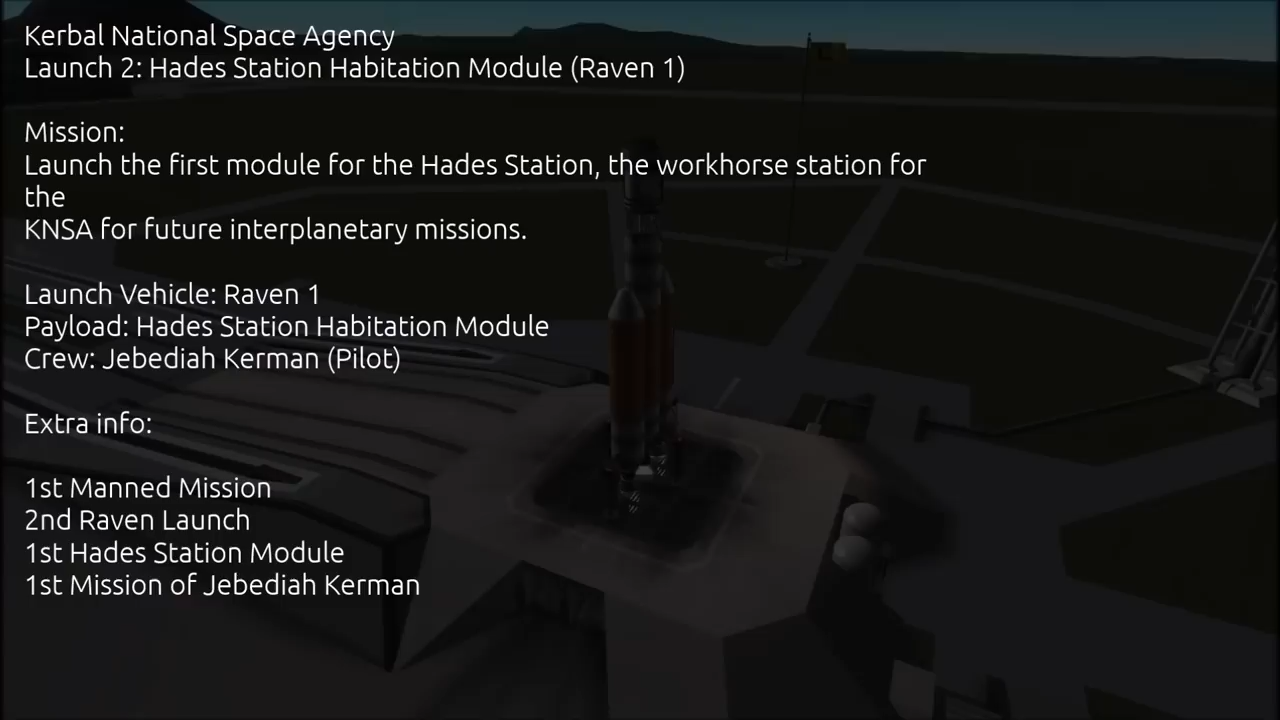 Kerbal National Space Agency
Launch 2: Hades Station Habitation Module (Raven 1)
Mission:
Launch the first module for the Hades Station, the workhorse station for
the
KNSA for future interplanetary missions.
Launch Vehicle: Raven 1
Payload: Hades Station Habitation Module
Crew: Jebediah Kerman (Pilot)
Extra info:
1st Manned Mission
2nd Raven Launch
1st Hades Station Module
1st Mission of Jebediah Kerman